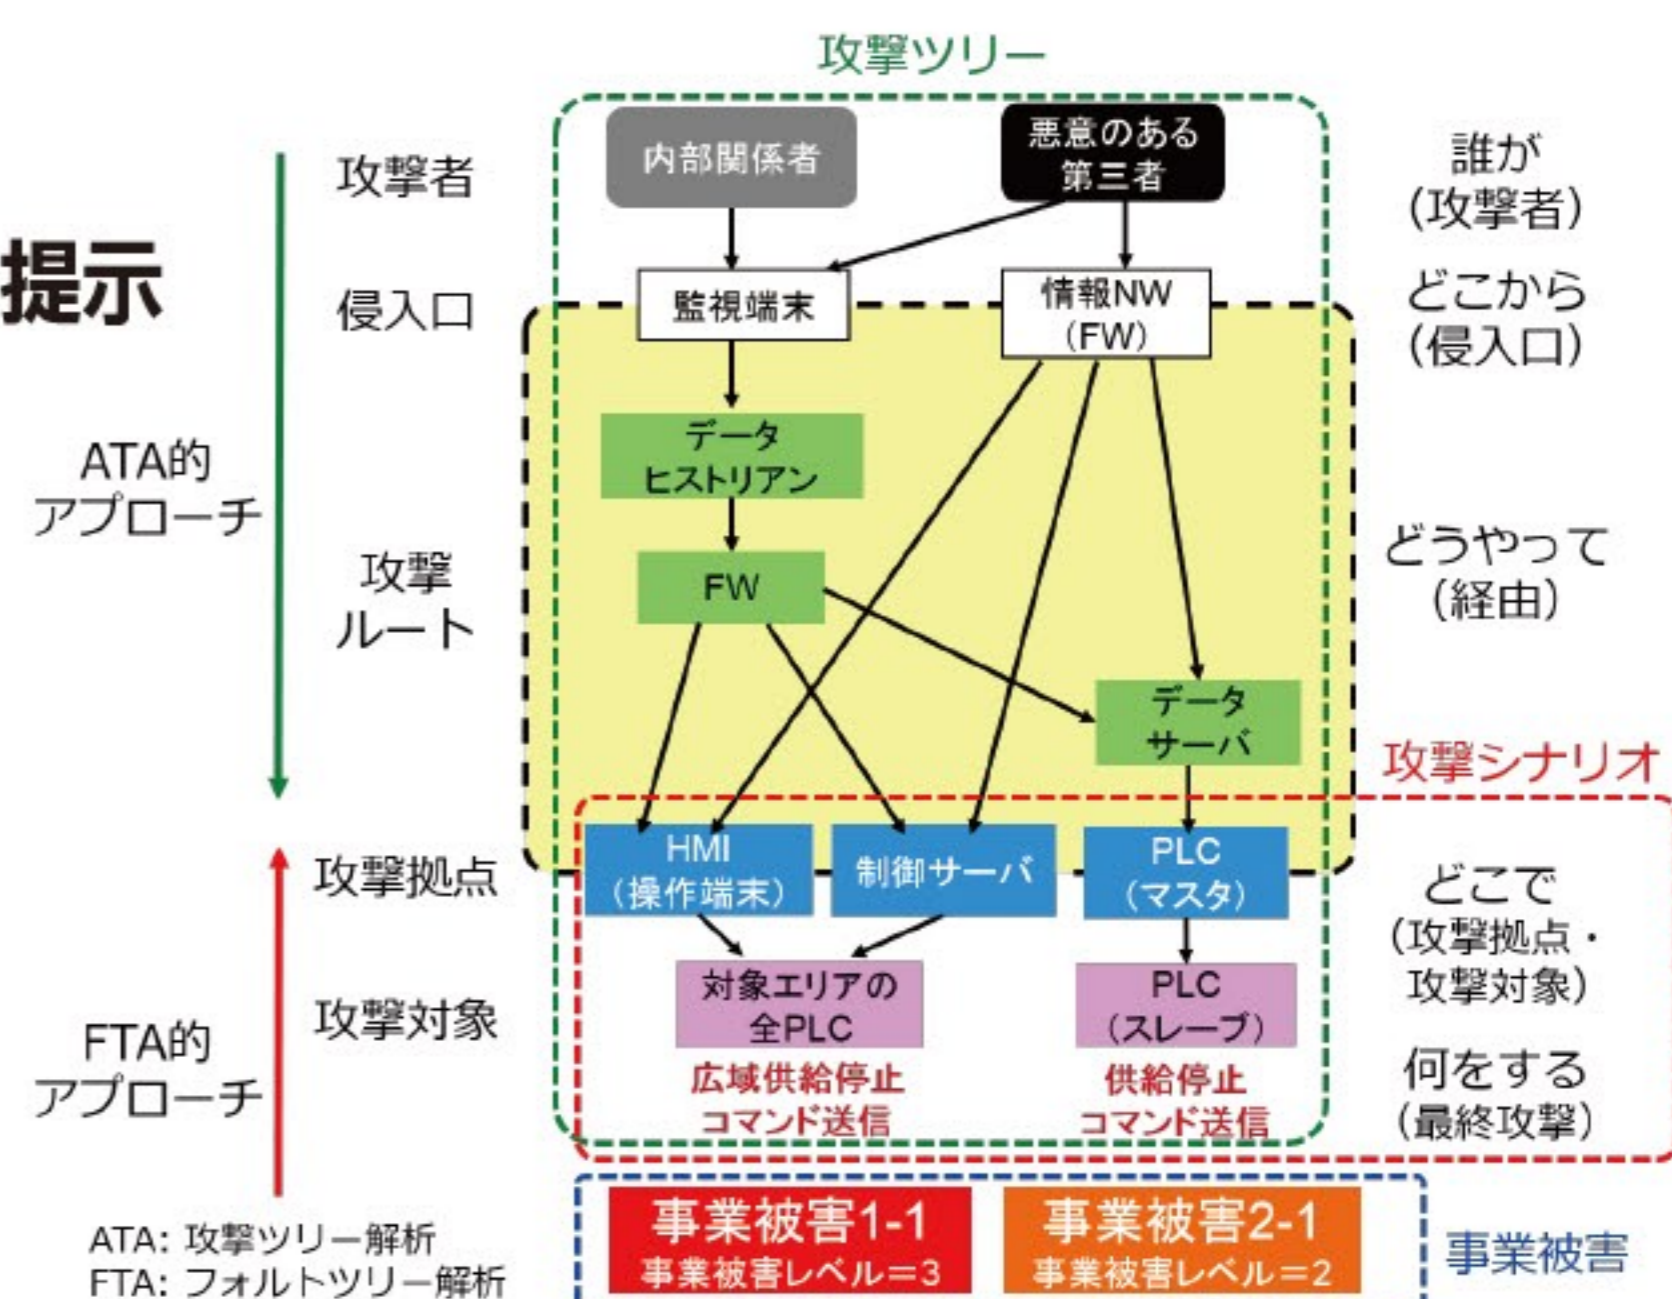 攻撃ツリー
提示
攻撃者
内部関係者
悪意のある
第三者
誰が
（攻撃者）
侵入口
監視端末
情報NW
（FW）
どこから
（侵入口）
ATA的
アプローチ
攻撃
ルート
データ
ヒストリアン
FW
データ
サーバ
どうやって
（経由）
攻撃シナリオ
攻撃拠点
HMI
（操作端末）
制御サーバ
PLC
（マスタ）
どこで
（攻撃拠点・
攻撃対象）
FTA的
アプローチ
攻撃対象
対象エリアの
全PLC
PLC
（スレーブ）
広域供給停止
コマンド送信
供給停止
コマンド送信
何をする
（最終攻撃）
事業被害1-1
事業被害レベル＝3
事業被害2-1
事業被害レベル＝2
事業被害
ATA: 攻撃ツリー解析
FTA: フォルトツリー解析